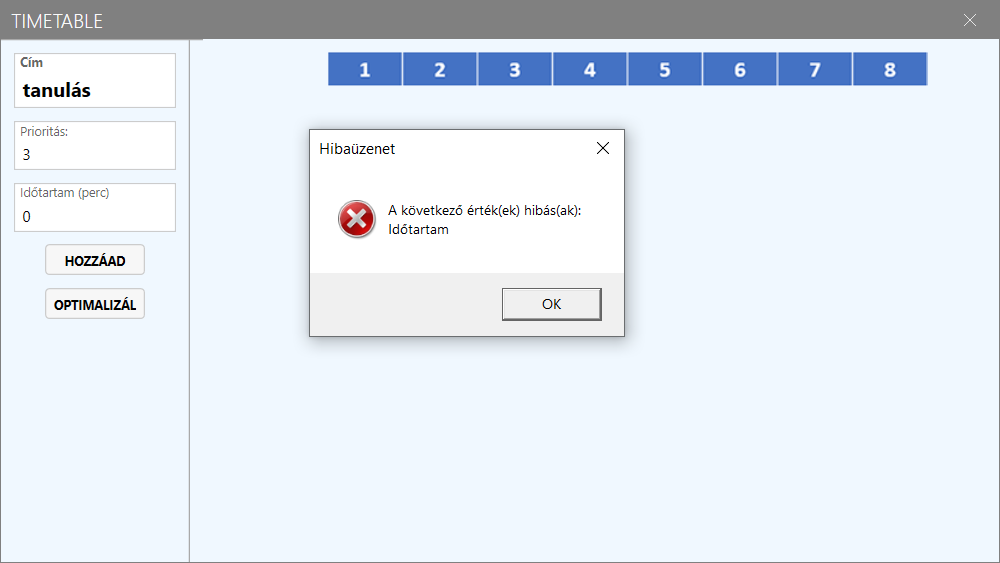 TIMETABLE
Cím
tanulás
Prioritás:
3
Időtartam (perc)
0
HOZZÁAD
OPTIMALIZÁL
1 2 3 4 5 6 7 8
Hibaüzenet
A következő érték(ek) hibás(ak):
Időtartam
OK